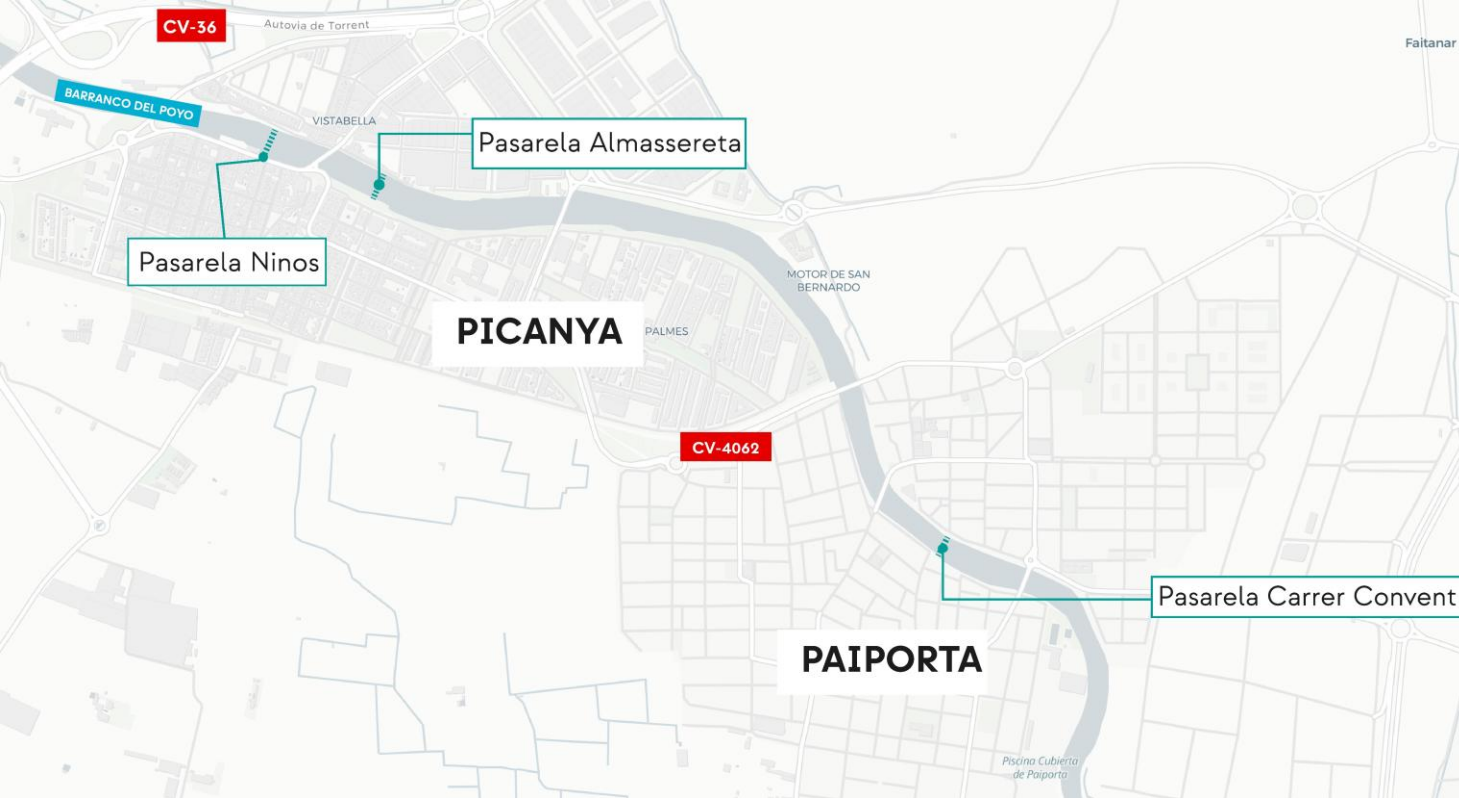 CV-36
Autovia de Torrent
Faitanar
BARRANCO DEL POYO
VISTABELLA
Pasarela Almassereta
Pasarela Ninos
MOTOR DE SAN
BERNARDO
PICANYA
PALMES
CV-4062
Pasarela Carrer Convent
PAIPORTA
Piscina Cubierta
de Paiporta